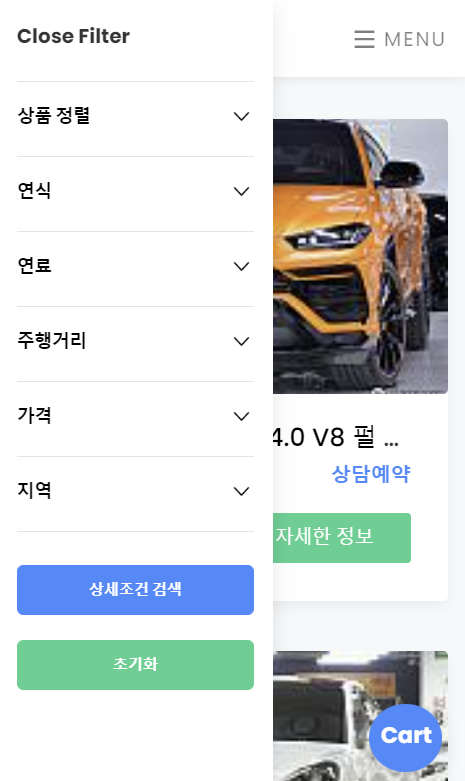 Close Filter
☰ MENU
상품 정렬
연식
연료
주행거리
가격
지역
상세조건 검색
초기화
4.0 V8 펄 ...
상담예약
자세한 정보
Cart